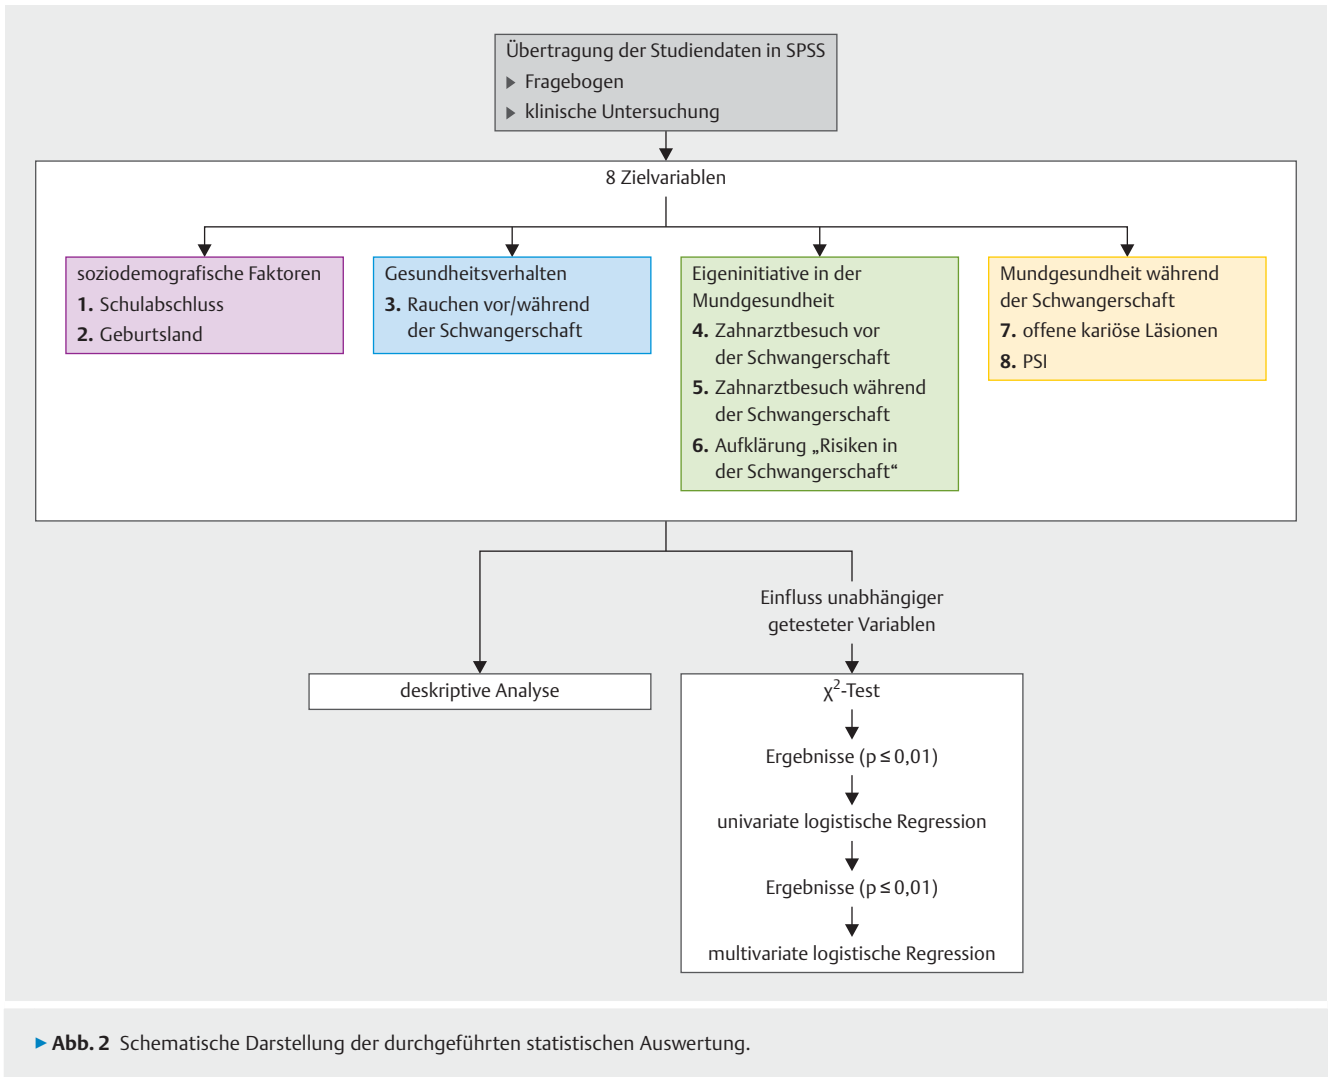 Übertragung der Studiendaten in SPSS
▶ Fragebogen
▶ klinische Untersuchung
8 Zielvariablen
soziodemografische Faktoren
1. Schulabschluss
2. Geburtsland
Gesundheitsverhalten
3. Rauchen vor/während
der Schwangerschaft
Eigeninitiative in der
Mundgesundheit
4. Zahnarztbesuch vor
der Schwangerschaft
5. Zahnarztbesuch während
der Schwangerschaft
6. Aufklärung „Risiken in
der Schwangerschaft“
Mundgesundheit während
der Schwangerschaft
7. offene kariöse Läsionen
8. PSI
Einfluss unabhängiger
getesteter Variablen
deskriptive Analyse
χ²-Test
Ergebnisse (p ≤ 0,01)
univariate logistische Regression
Ergebnisse (p ≤ 0,01)
multivariate logistische Regression
▶ Abb. 2 Schematische Darstellung der durchgeführten statistischen Auswertung.